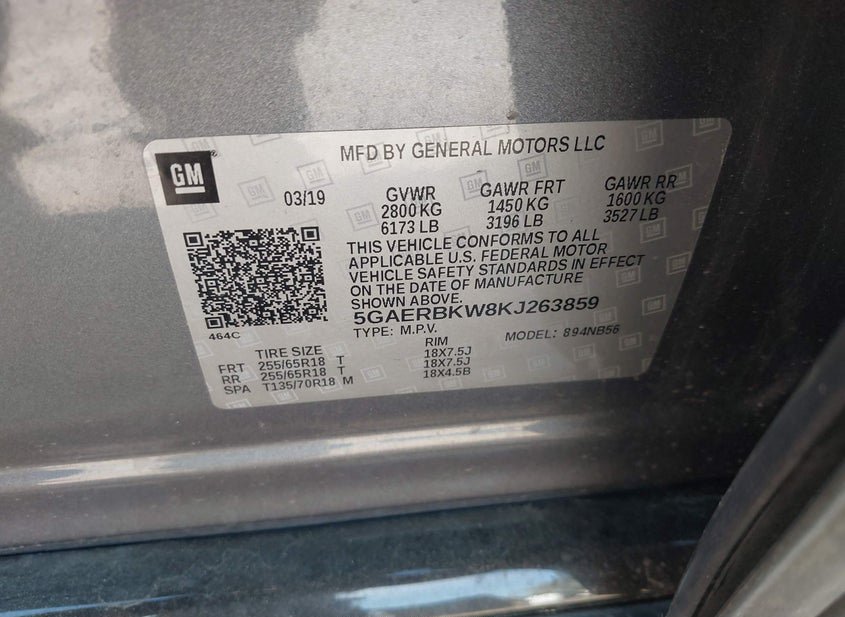 GM
MFD BY GENERAL MOTORS LLC
03/19
GVWR
2800 KG
6173 LB
GAWR FRT
1450 KG
3196 LB
GAWR RR
1600 KG
3527 LB
THIS VEHICLE CONFORMS TO ALL
APPLICABLE U.S. FEDERAL MOTOR
VEHICLE SAFETY STANDARDS IN EFFECT
ON THE DATE OF MANUFACTURE
SHOWN ABOVE.
5GAERBKW8KJ263859
464C
TYPE: M.P.V.
MODEL: 894NB56
TIRE SIZE
RIM
FRT 255/65R18 T 18X7.5J
RR 255/65R18 T 18X7.5J
SPA T135/70R18 M 18X4.5B